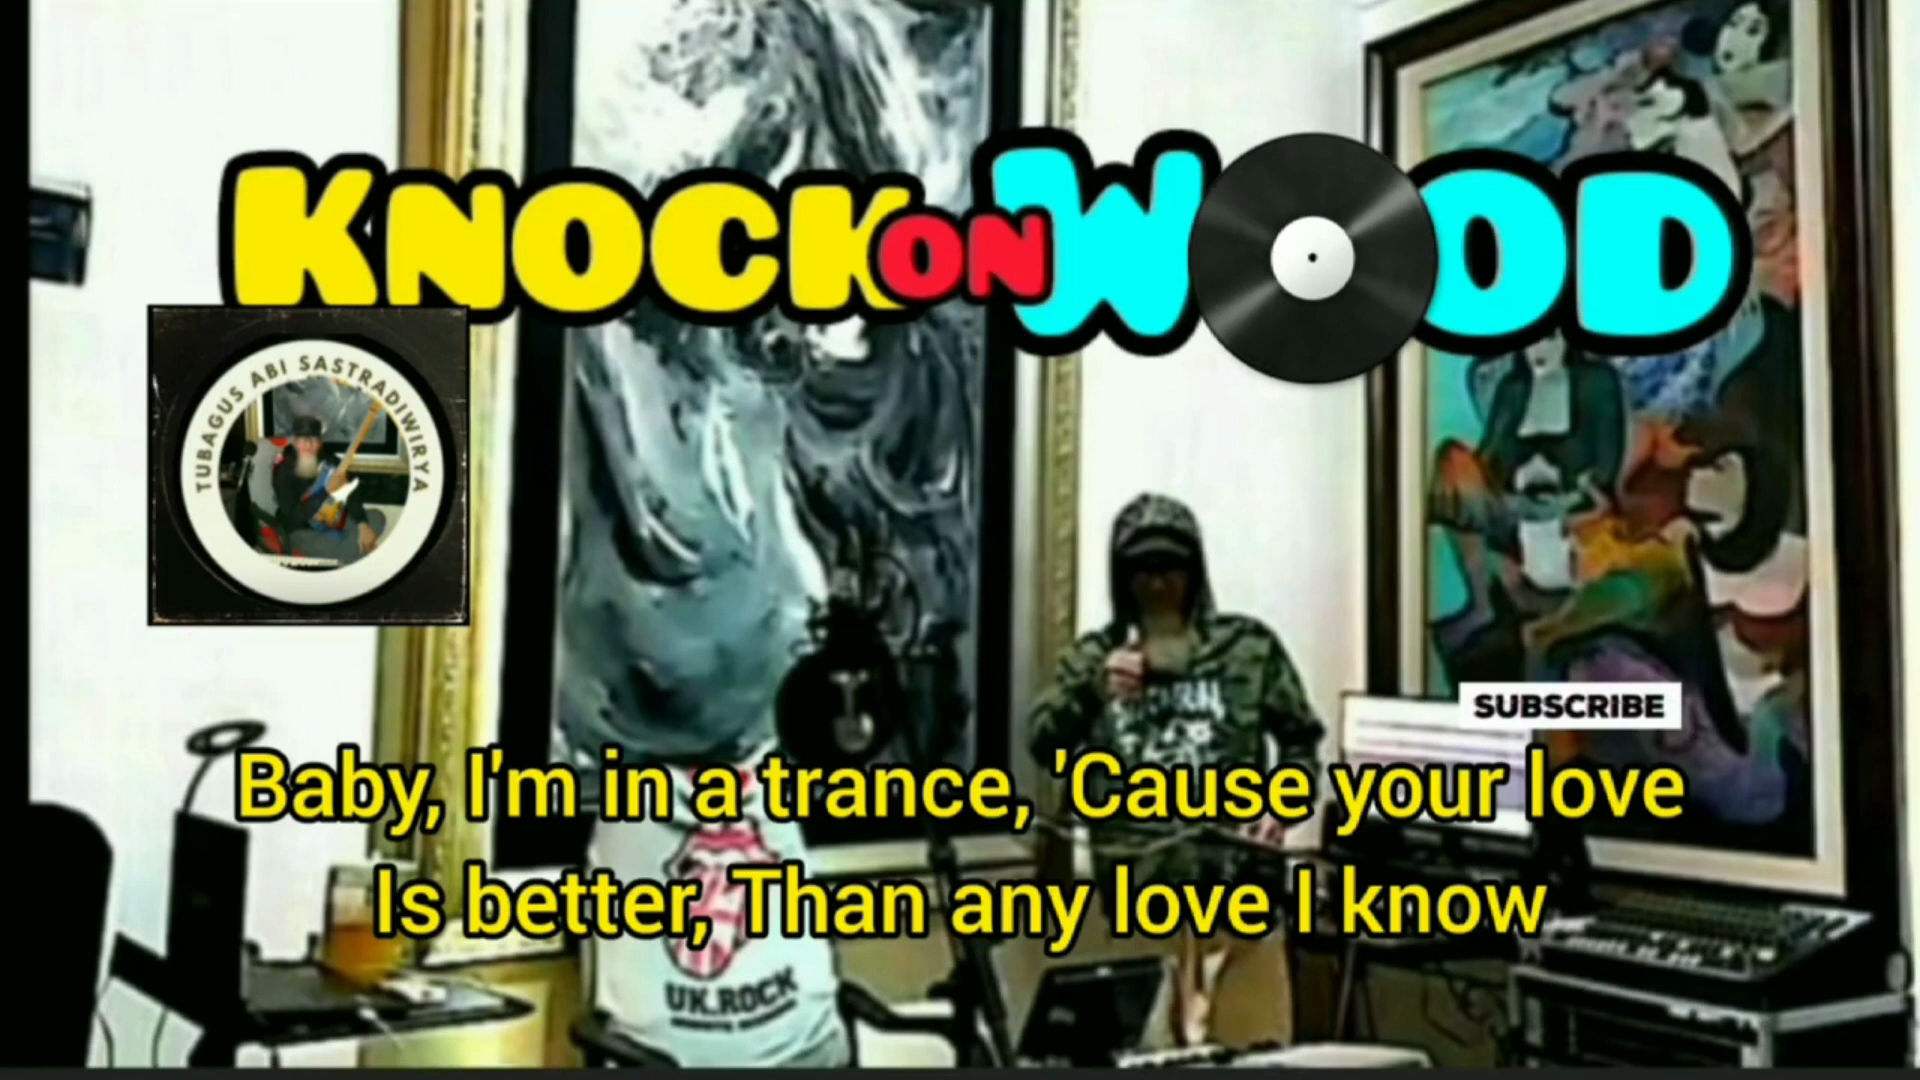 KNOCK ON WOOD
TUBAGUS ABI SASTRADIWIRYA
SUBSCRIBE
Baby, I'm in a trance, 'Cause your love
Is better, Than any love I know
UK.ROCK